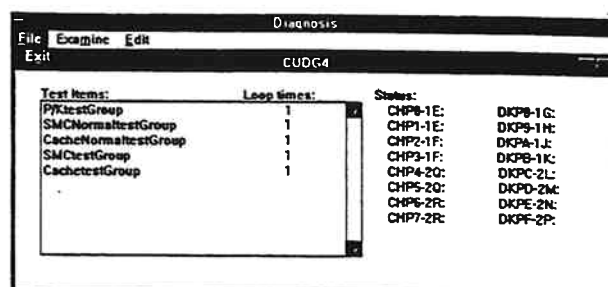 Diagnosis
File Examine Edit
Exit
CUDG4
Test Items: Loop times: Status:
P/KtestGroup 1
SMCNormaltestGroup 1
CacheNormaltestGroup 1
SMCtestGroup 1
CachetestGroup 1
CHP0-1E: DKP8-1G:
CHP1-1E: DKP9-1H:
CHP2-1F: DKPA-1J:
CHP3-1F: DKPB-1K:
CHP4-2Q: DKPC-2L:
CHP5-2Q: DKPD-2M:
CHP6-2R: DKPE-2N:
CHP7-2R: DKPF-2P: